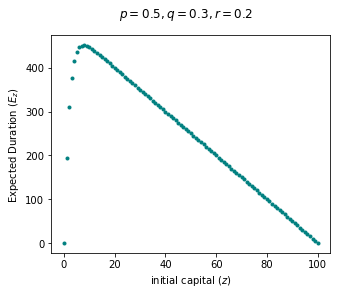 p = 0.5, q = 0.3, r = 0.2
Expected Duration (E_z)
400
300
200
100
0
0 20 40 60 80 100
initial capital (z)